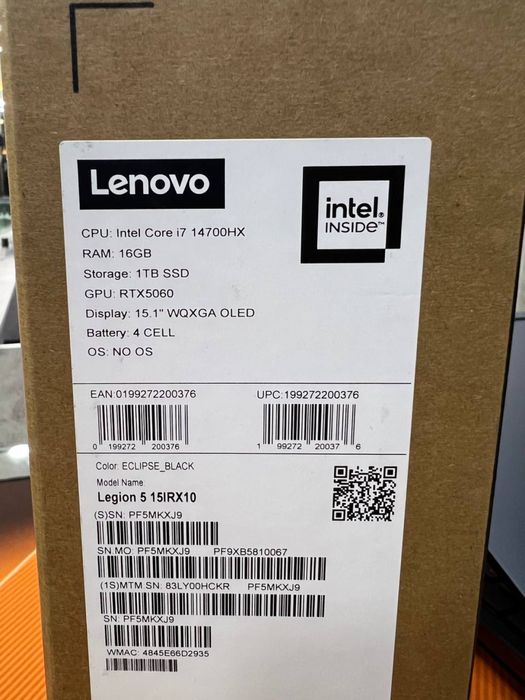 Lenovo
intel.
INSIDE™
CPU: Intel Core i7 14700HX
RAM: 16GB
Storage: 1TB SSD
GPU: RTX5060
Display: 15.1" WQXGA OLED
Battery: 4 CELL
OS: NO OS
EAN:0199272200376 UPC:199272200376
0 199272 200376 1 99272 20037 6
Color: ECLIPSE_BLACK
Model Name
Legion 5 15IRX10
(S)SN: PF5MKXJ9
SN.MO: PF5MKXJ9 PF9XB5810067
(1S)MTM SN: 83LY00HCKR PF5MKXJ9
SN: PF5MKXJ9
WMAC: 4845E66D2935